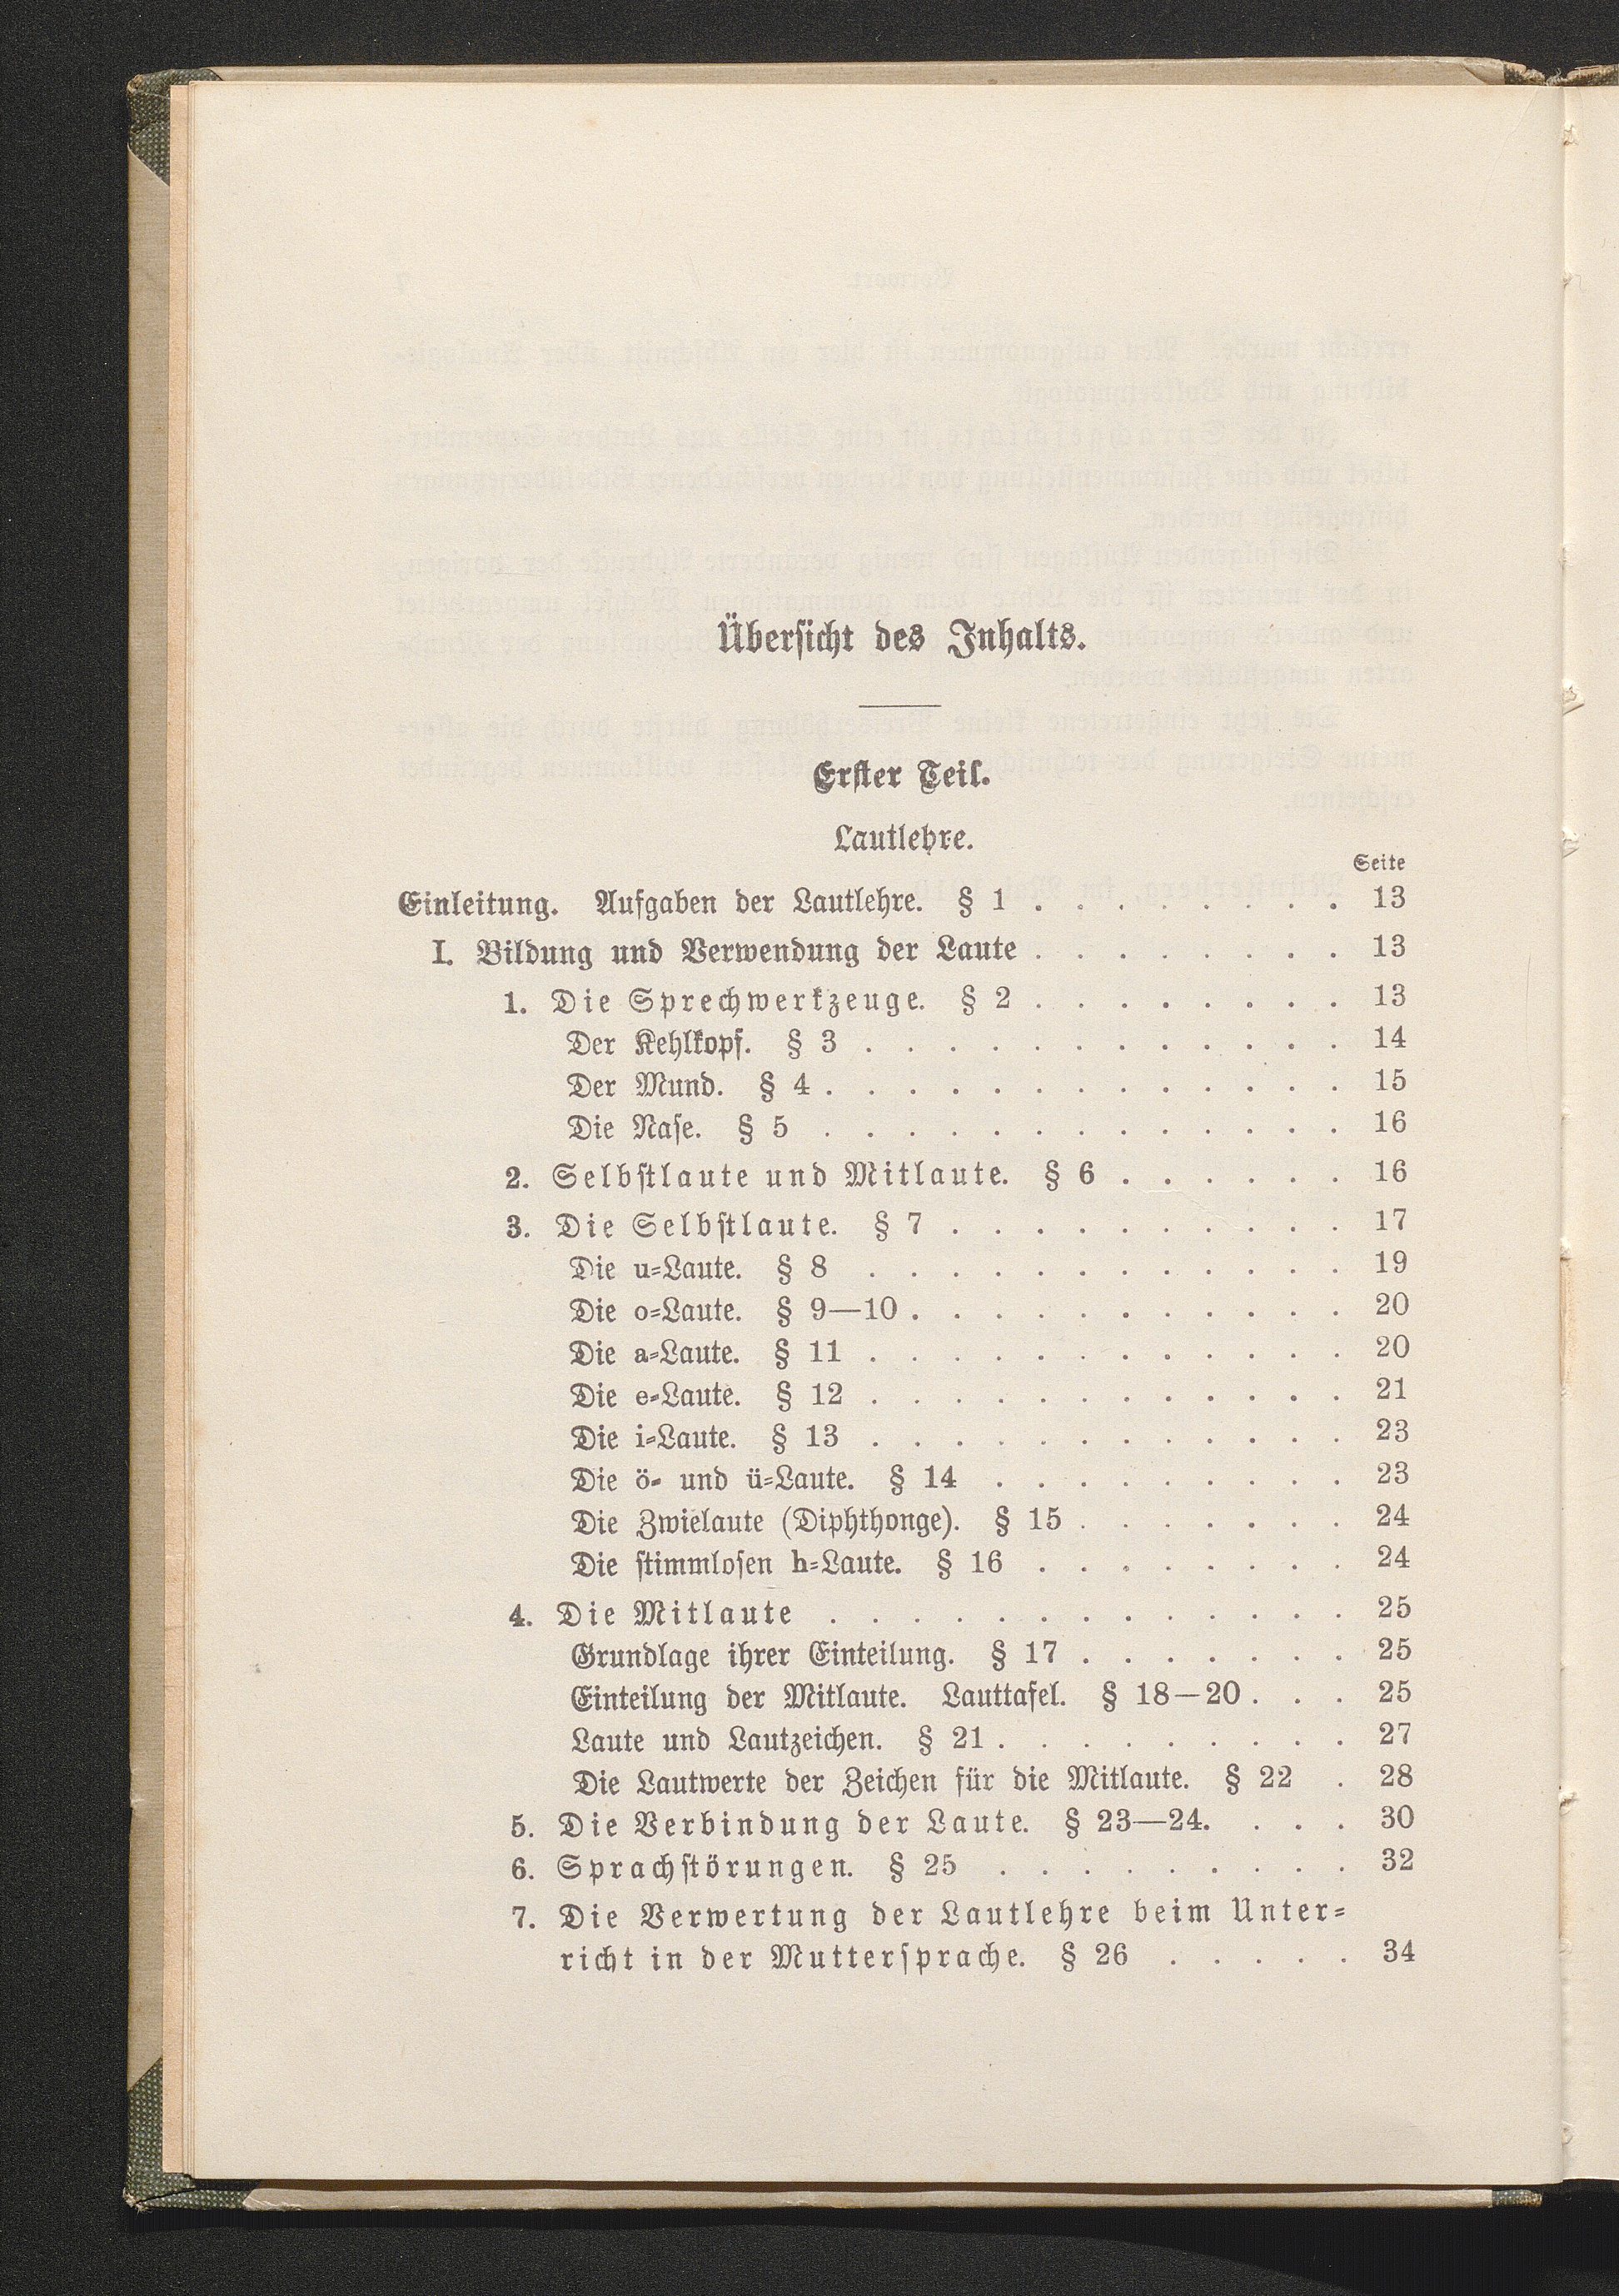 Übersicht des Inhalts.
Erster Teil.
Lautlehre.
Seite
Einleitung. Aufgaben der Lautlehre. § 1 . . . . . . . . 13
I. Bildung und Verwendung der Laute . . . . . . . . 13
1. Die Sprechwerkzeuge. § 2 . . . . . . . . 13
Der Kehlkopf. § 3 . . . . . . . . . . . . 14
Der Mund. § 4 . . . . . . . . . . . . . 15
Die Naſe. § 5 . . . . . . . . . . . . . 16
2. Selbſtlaute und Mitlaute. § 6 . . . . . . 16
3. Die Selbſtlaute. § 7 . . . . . . . . . . 17
Die u-Laute. § 8 . . . . . . . . . . . . 19
Die o-Laute. § 9—10 . . . . . . . . . . . 20
Die a-Laute. § 11 . . . . . . . . . . . . 20
Die e-Laute. § 12 . . . . . . . . . . . . 21
Die i-Laute. § 13 . . . . . . . . . . . . 23
Die ö- und ü-Laute. § 14 . . . . . . . . . 23
Die Zwielaute (Diphthonge). § 15 . . . . . . . 24
Die ſtimmloſen h-Laute. § 16 . . . . . . . . 24
4. Die Mitlaute . . . . . . . . . . . . . 25
Grundlage ihrer Einteilung. § 17 . . . . . . . 25
Einteilung der Mitlaute. Lauttafel. § 18—20 . . . 25
Laute und Lautzeichen. § 21 . . . . . . . . . 27
Die Lautwerte der Zeichen für die Mitlaute. § 22 . 28
5. Die Verbindung der Laute. § 23—24. . . . 30
6. Sprachſtörungen. § 25 . . . . . . . . . 32
7. Die Verwertung der Lautlehre beim Unter-
richt in der Mutterſprache. § 26 . . . . . 34